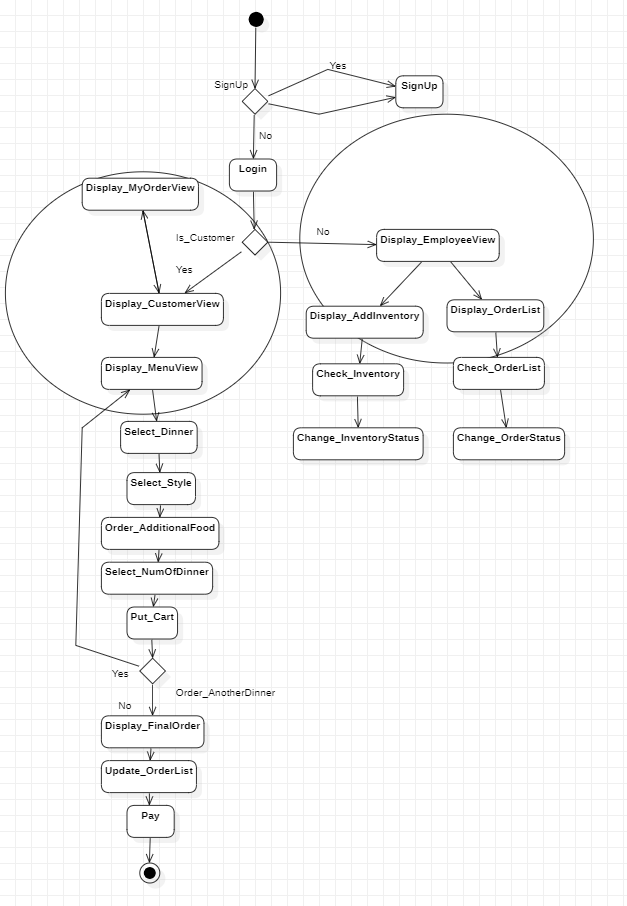 Yes
SignUp
SignUp
No
Login
Display_MyOrderView
Is_Customer
No
Display_EmployeeView
Yes
Display_CustomerView
Display_AddInventory
Display_OrderList
Display_MenuView
Check_Inventory
Check_OrderList
Select_Dinner
Change_InventoryStatus
Change_OrderStatus
Select_Style
Order_AdditionalFood
Select_NumOfDinner
Put_Cart
Yes
Order_AnotherDinner
No
Display_FinalOrder
Update_OrderList
Pay